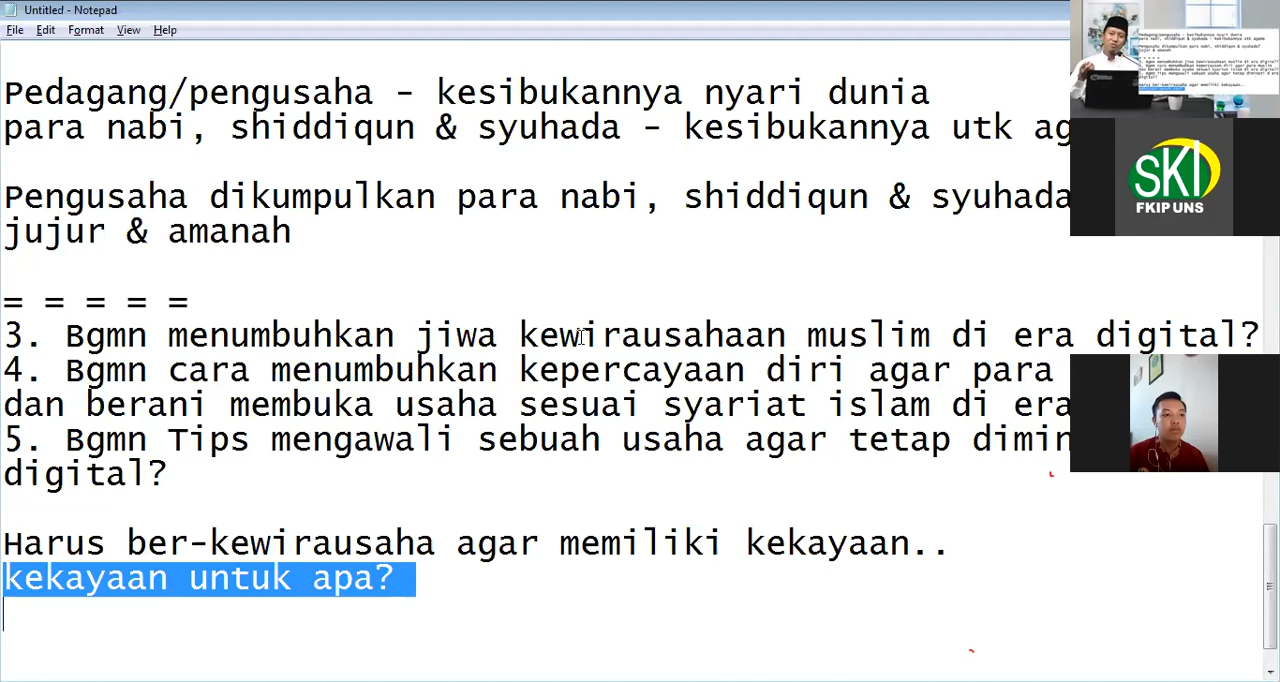 Untitled - Notepad
File Edit Format View Help
Pedagang/pengusaha - kesibukannya nyari dunia
para nabi, shiddiqun & syuhada - kesibukannya utk ag
Pengusaha dikumpulkan para nabi, shiddiqun & syuhada
jujur & amanah
= = = = =
3. Bgmn menumbuhkan jiwa kewirausahaan muslim di era digital?
4. Bgmn cara menumbuhkan kepercayaan diri agar para
dan berani membuka usaha sesuai syariat islam di era
5. Bgmn Tips mengawali sebuah usaha agar tetap dimin
digital?
Harus ber-kewirausaha agar memiliki kekayaan..
kekayaan untuk apa?
SKI
FKIP UNS